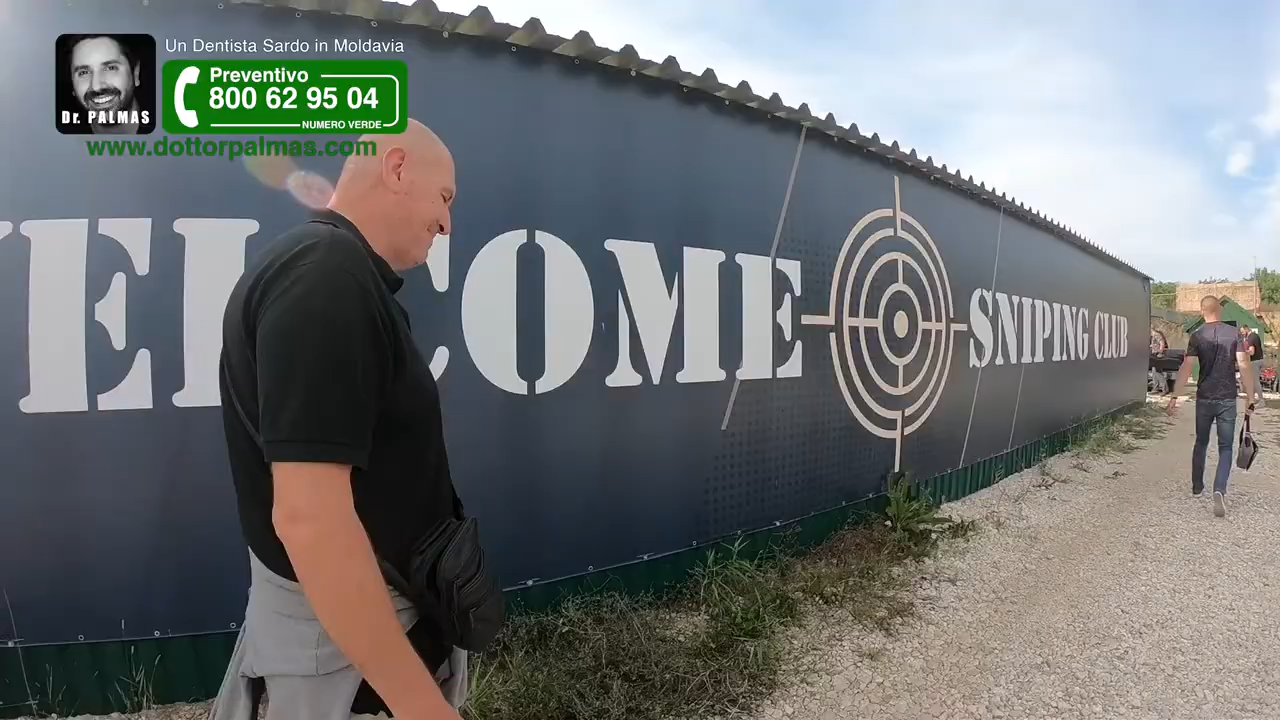 Un Dentista Sardo in Moldavia
Preventivo
800 62 95 04
NUMERO VERDE
Dr. PALMAS
www.dottorpalmas.com
WELCOME
SNIPING CLUB